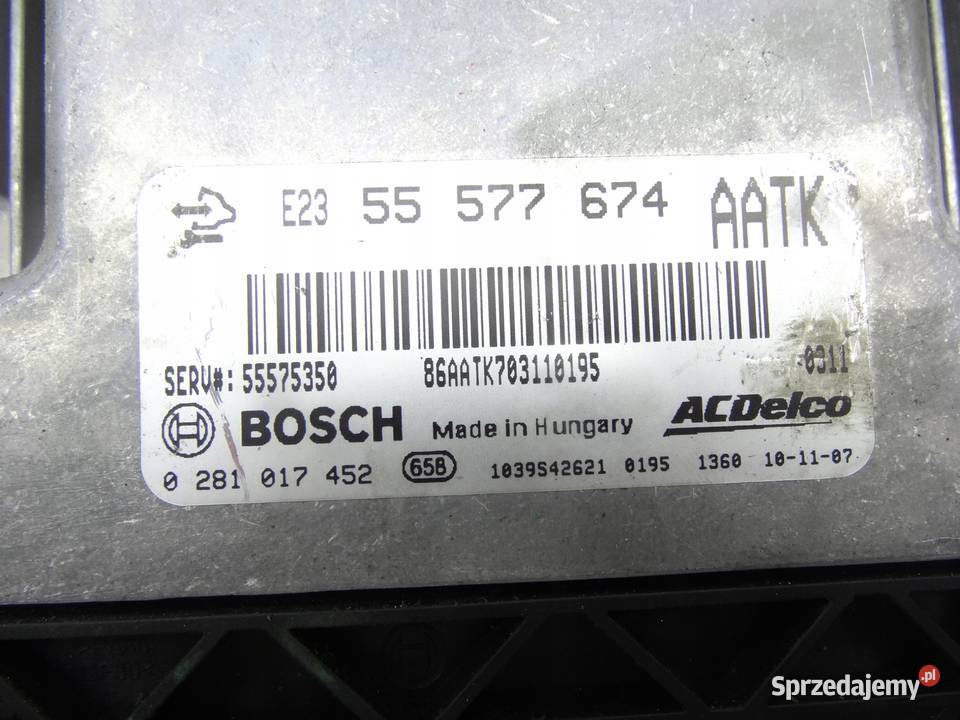 E23 55 577 674 AATK
SERV#: 55575350 86AATK703110195 0311
BOSCH Made in Hungary ACDelco
0 281 017 452 658 1039S42621 0195 1360 10-11-07
Sprzedajemy.pl